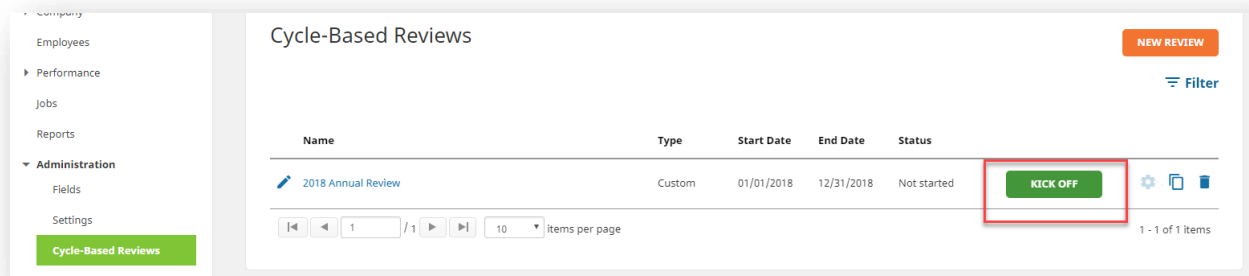 Company
Employees
Performance
Jobs
Reports
Administration
Fields
Settings
Cycle-Based Reviews
Cycle-Based Reviews
NEW REVIEW
Filter
Name Type Start Date End Date Status
2018 Annual Review Custom 01/01/2018 12/31/2018 Not started KICK OFF
1 / 1 10 items per page 1 - 1 of 1 items